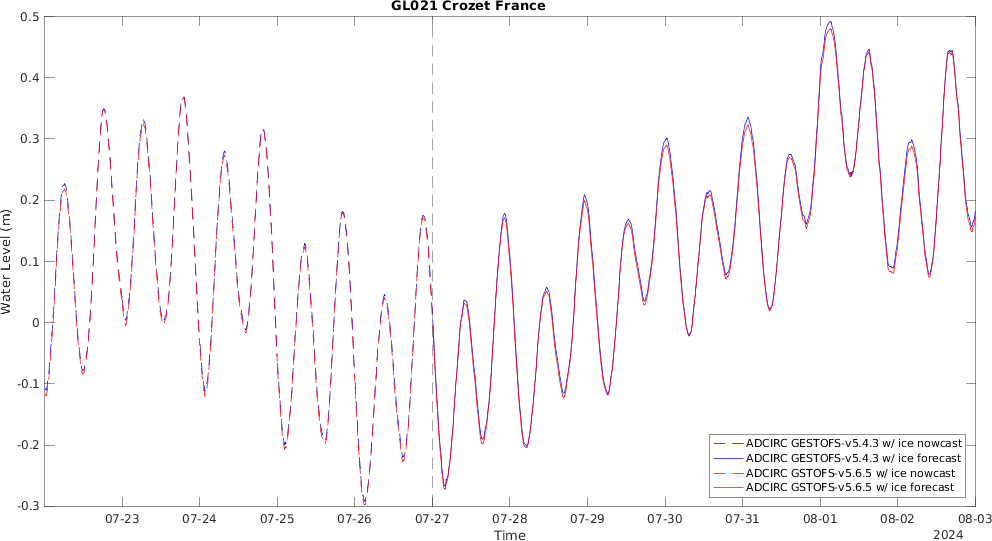 GL021 Crozet France
0.5
0.4
0.3
0.2
0.1
0
-0.1
-0.2
-0.3
Water Level (m)
07-23 07-24 07-25 07-26 07-27 07-28 07-29 07-30 07-31 08-01 08-02 08-03
Time
2024
ADCIRC GESTOFS-v5.4.3 w/ ice nowcast
ADCIRC GESTOFS-v5.4.3 w/ ice forecast
ADCIRC GSTOFS-v5.6.5 w/ ice nowcast
ADCIRC GSTOFS-v5.6.5 w/ ice forecast